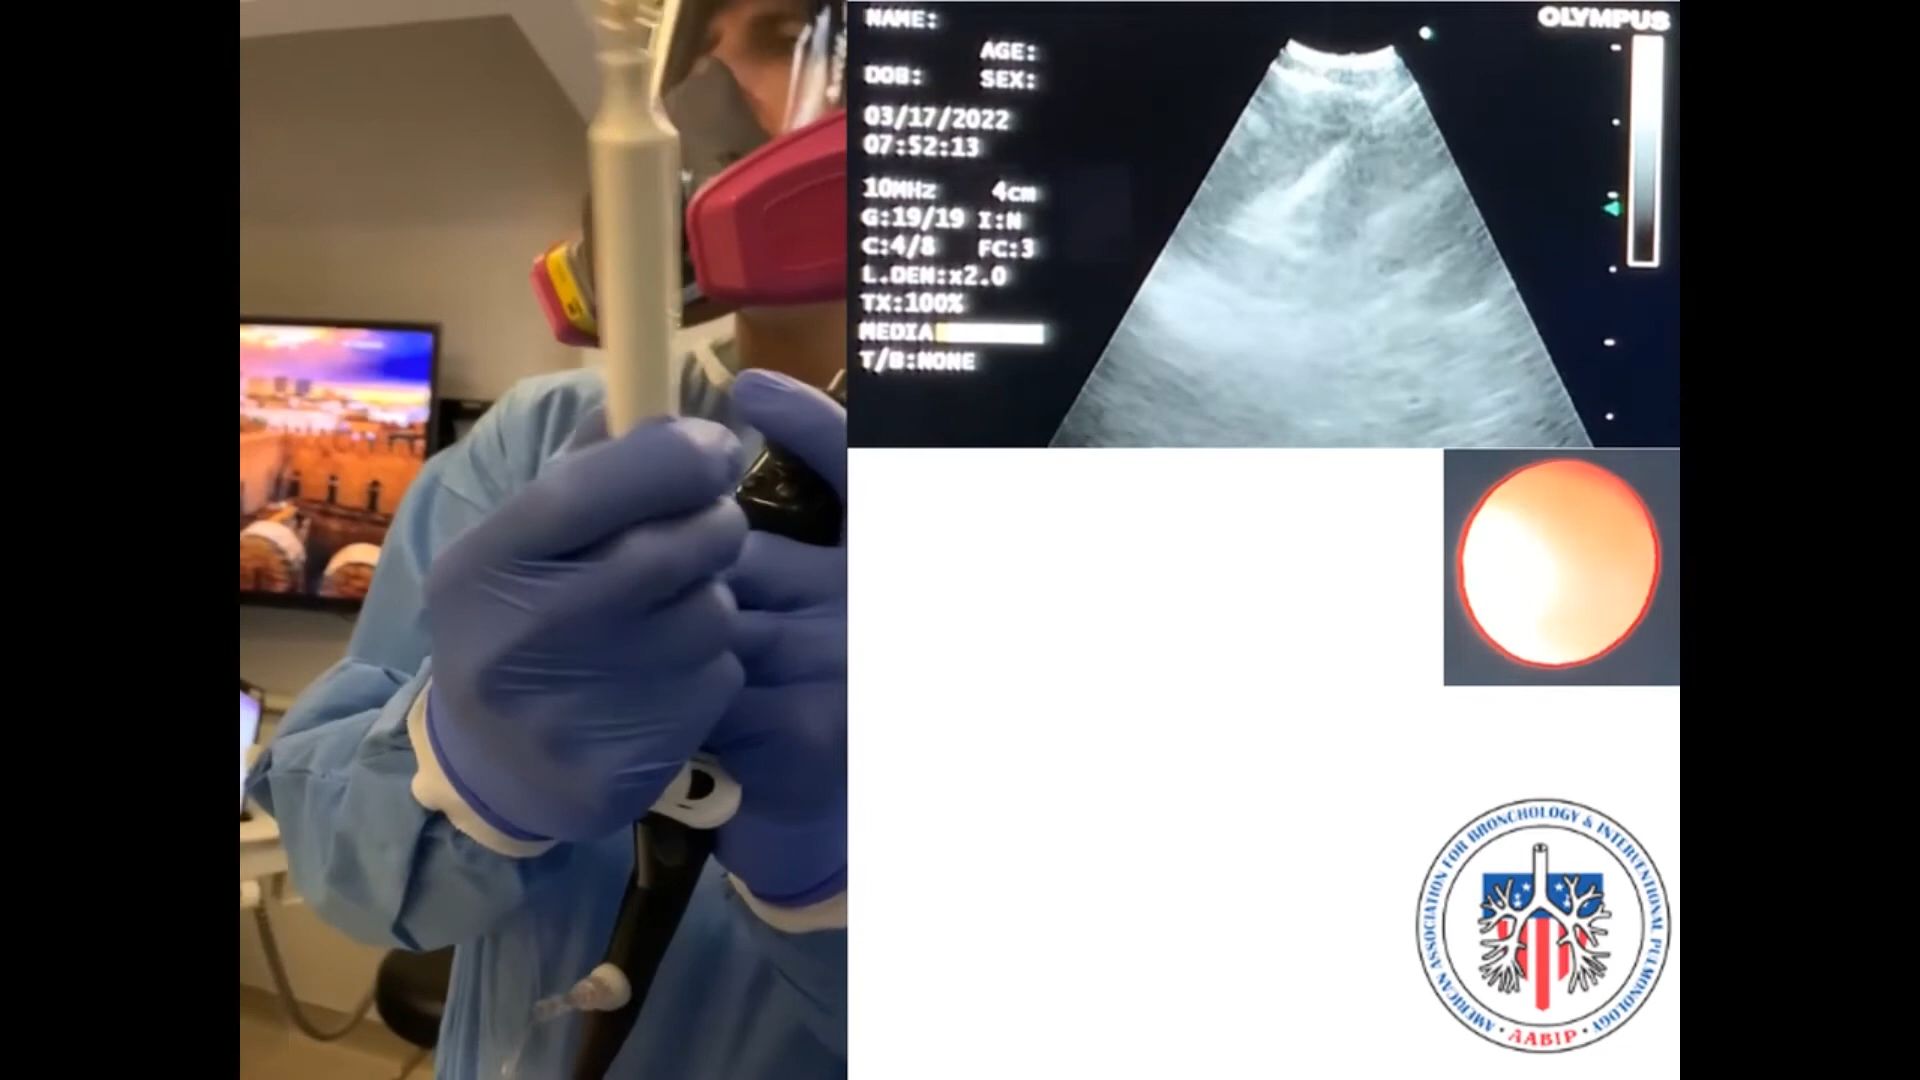 NAME:
AGE:
DOB: SEX:
03/17/2022
07:52:13
10MHz 4cm
G:19/19 I:N
C:4/8 FC:3
L.DEN:x2.0
TX:100%
MEDIA
T/B:NONE
OLYMPUS
AMERICAN ASSOCIATION FOR BRONCHOLOGY & INTERVENTIONAL PULMONOLOGY
• AABIP •